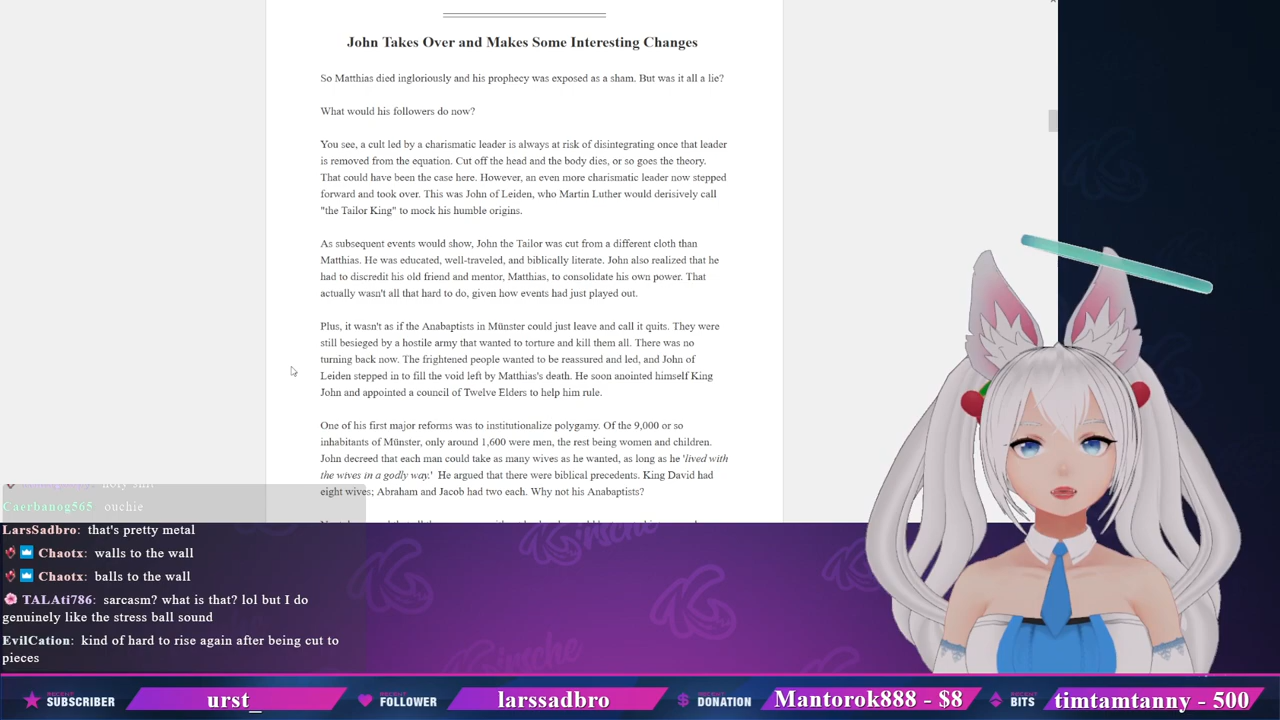 John Takes Over and Makes Some Interesting Changes
So Matthias died ingloriously and his prophecy was exposed as a sham. But was it all a lie?
What would his followers do now?
You see, a cult led by a charismatic leader is always at risk of disintegrating once that leader
is removed from the equation. Cut off the head and the body dies, or so goes the theory.
That could have been the case here. However, an even more charismatic leader now stepped
forward and took over. This was John of Leiden, who Martin Luther would derisively call
"the Tailor King" to mock his humble origins.
As subsequent events would show, John the Tailor was cut from a different cloth than
Matthias. He was educated, well-traveled, and biblically literate. John also realized that he
had to discredit his old friend and mentor, Matthias, to consolidate his own power. That
actually wasn't all that hard to do, given how events had just played out.
Plus, it wasn't as if the Anabaptists in Münster could just leave and call it quits. They were
still besieged by a hostile army that wanted to torture and kill them all. There was no
turning back now. The frightened people wanted to be reassured and led, and John of
Leiden stepped in to fill the void left by Matthias's death. He soon anointed himself King
John and appointed a council of Twelve Elders to help him rule.
One of his first major reforms was to institutionalize polygamy. Of the 9,000 or so
inhabitants of Münster, only around 1,600 were men, the rest being women and children.
John decreed that each man could take as many wives as he wanted, as long as he 'lived with
the wives in a godly way.' He argued that there were biblical precedents. King David had
eight wives; Abraham and Jacob had two each. Why not his Anabaptists?
Caerbanog565 ouchie
LarsSadbro: that's pretty metal
Chaotx: walls to the wall
Chaotx: balls to the wall
TALAti786: sarcasm? what is that? lol but I do
genuinely like the stress ball sound
EvilCation: kind of hard to rise again after being cut to
pieces
RECENT SUBSCRIBER urst_
RECENT FOLLOWER larssadbro
RECENT DONATION Mantorok888 - $8
RECENT BITS timtamtanny - 500